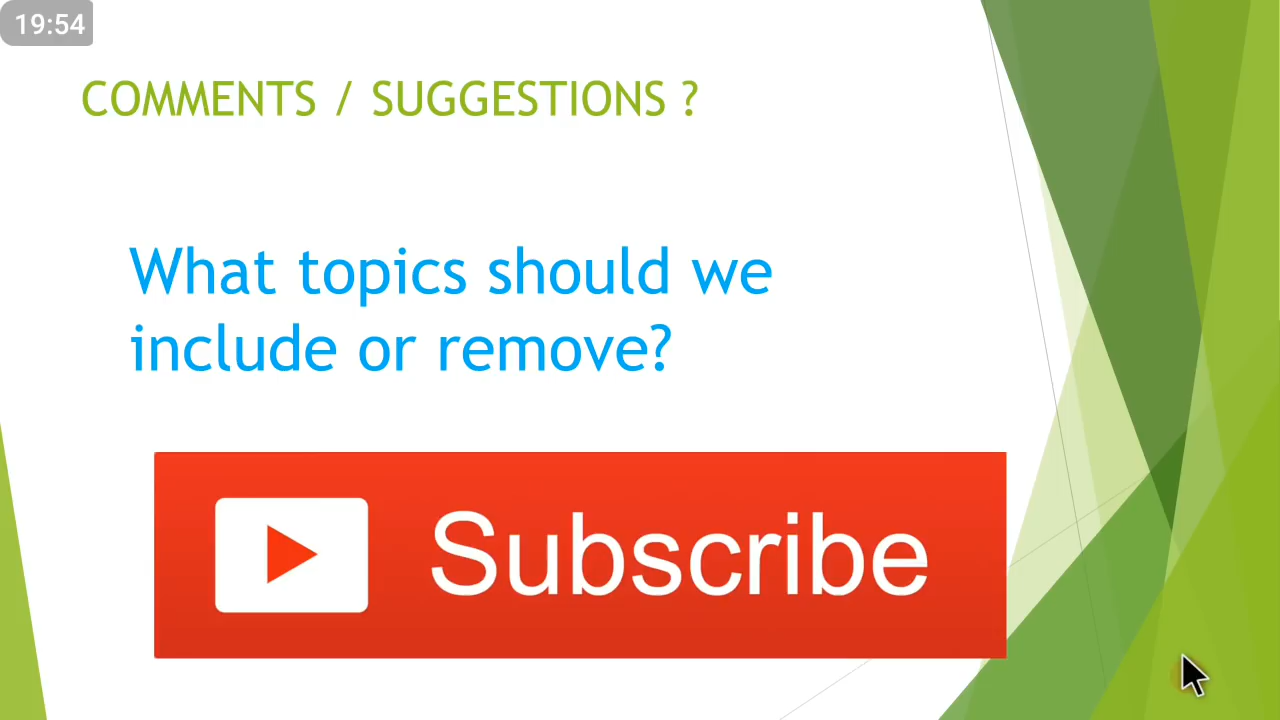 19:54
COMMENTS / SUGGESTIONS ?
What topics should we
include or remove?
Subscribe